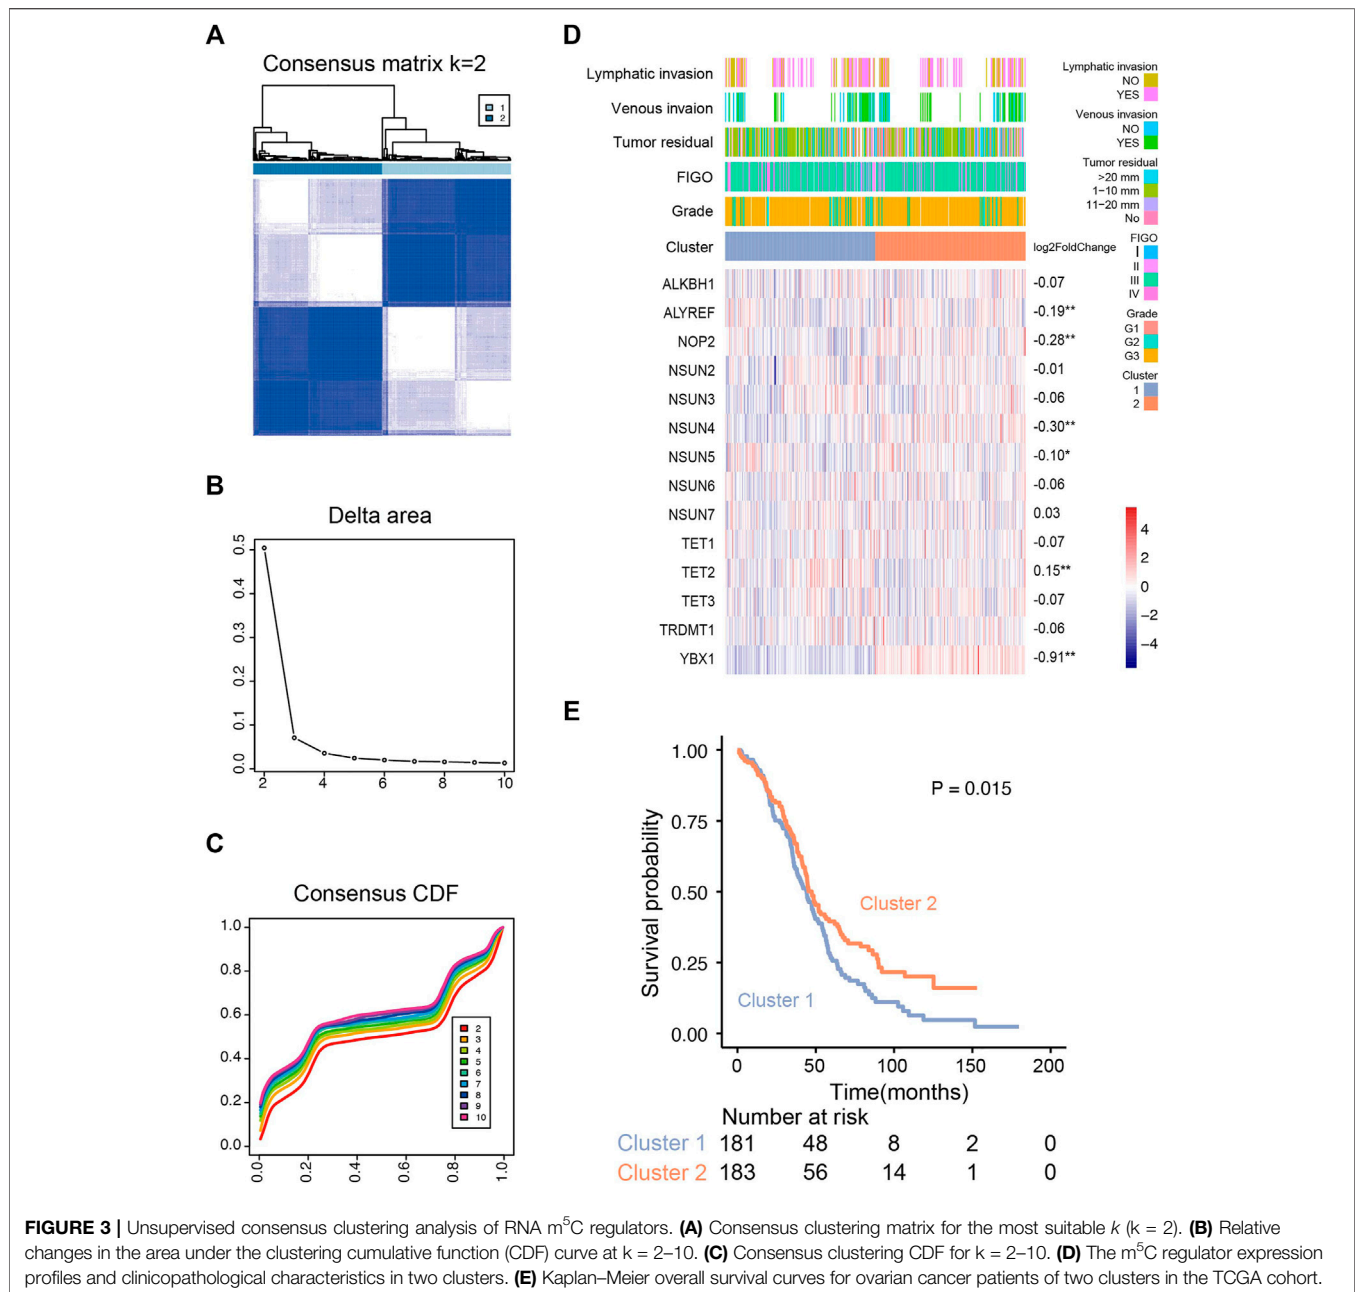 A
Consensus matrix k=2
1
2
B
Delta area
0.5
0.4
0.3
0.2
0.1
0.0
2
4
6
8
10
C
Consensus CDF
1.0
0.8
0.6
0.4
0.2
0.0
2
3
4
5
6
7
8
9
10
0.0
0.2
0.4
0.6
0.8
1.0
D
Lymphatic invasion
Venous invaion
Tumor residual
FIGO
Grade
Cluster
log2FoldChange
ALKBH1 -0.07
ALYREF -0.19**
NOP2 -0.28**
NSUN2 -0.01
NSUN3 -0.06
NSUN4 -0.30**
NSUN5 -0.10*
NSUN6 -0.06
NSUN7 0.03
TET1 -0.07
TET2 0.15**
TET3 -0.07
TRDMT1 -0.06
YBX1 -0.91**
Lymphatic invasion
NO
YES
Venous invasion
NO
YES
Tumor residual
>20 mm
1−10 mm
11−20 mm
No
FIGO
I
II
III
IV
Grade
G1
G2
G3
Cluster
1
2
4
2
0
−2
−4
E
Survival probability
1.00
0.75
0.50
0.25
0.00
P = 0.015
Cluster 2
Cluster 1
0 50 100 150 200
Time(months)
Number at risk
Cluster 1 181 48 8 2 0
Cluster 2 183 56 14 1 0
FIGURE 3 | Unsupervised consensus clustering analysis of RNA m⁵C regulators. (A) Consensus clustering matrix for the most suitable k (k = 2). (B) Relative
changes in the area under the clustering cumulative function (CDF) curve at k = 2–10. (C) Consensus clustering CDF for k = 2–10. (D) The m⁵C regulator expression
profiles and clinicopathological characteristics in two clusters. (E) Kaplan–Meier overall survival curves for ovarian cancer patients of two clusters in the TCGA cohort.